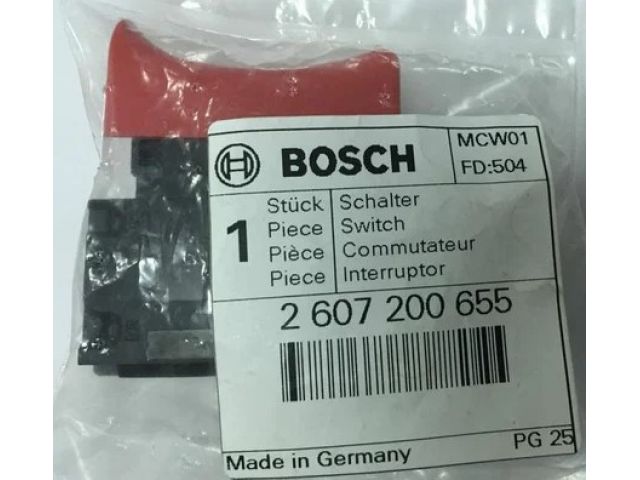 BOSCH
MCW01
FD:504
1
Stück Schalter
Piece Switch
Pièce Commutateur
Piece Interruptor
2 607 200 655
PG 25
Made in Germany